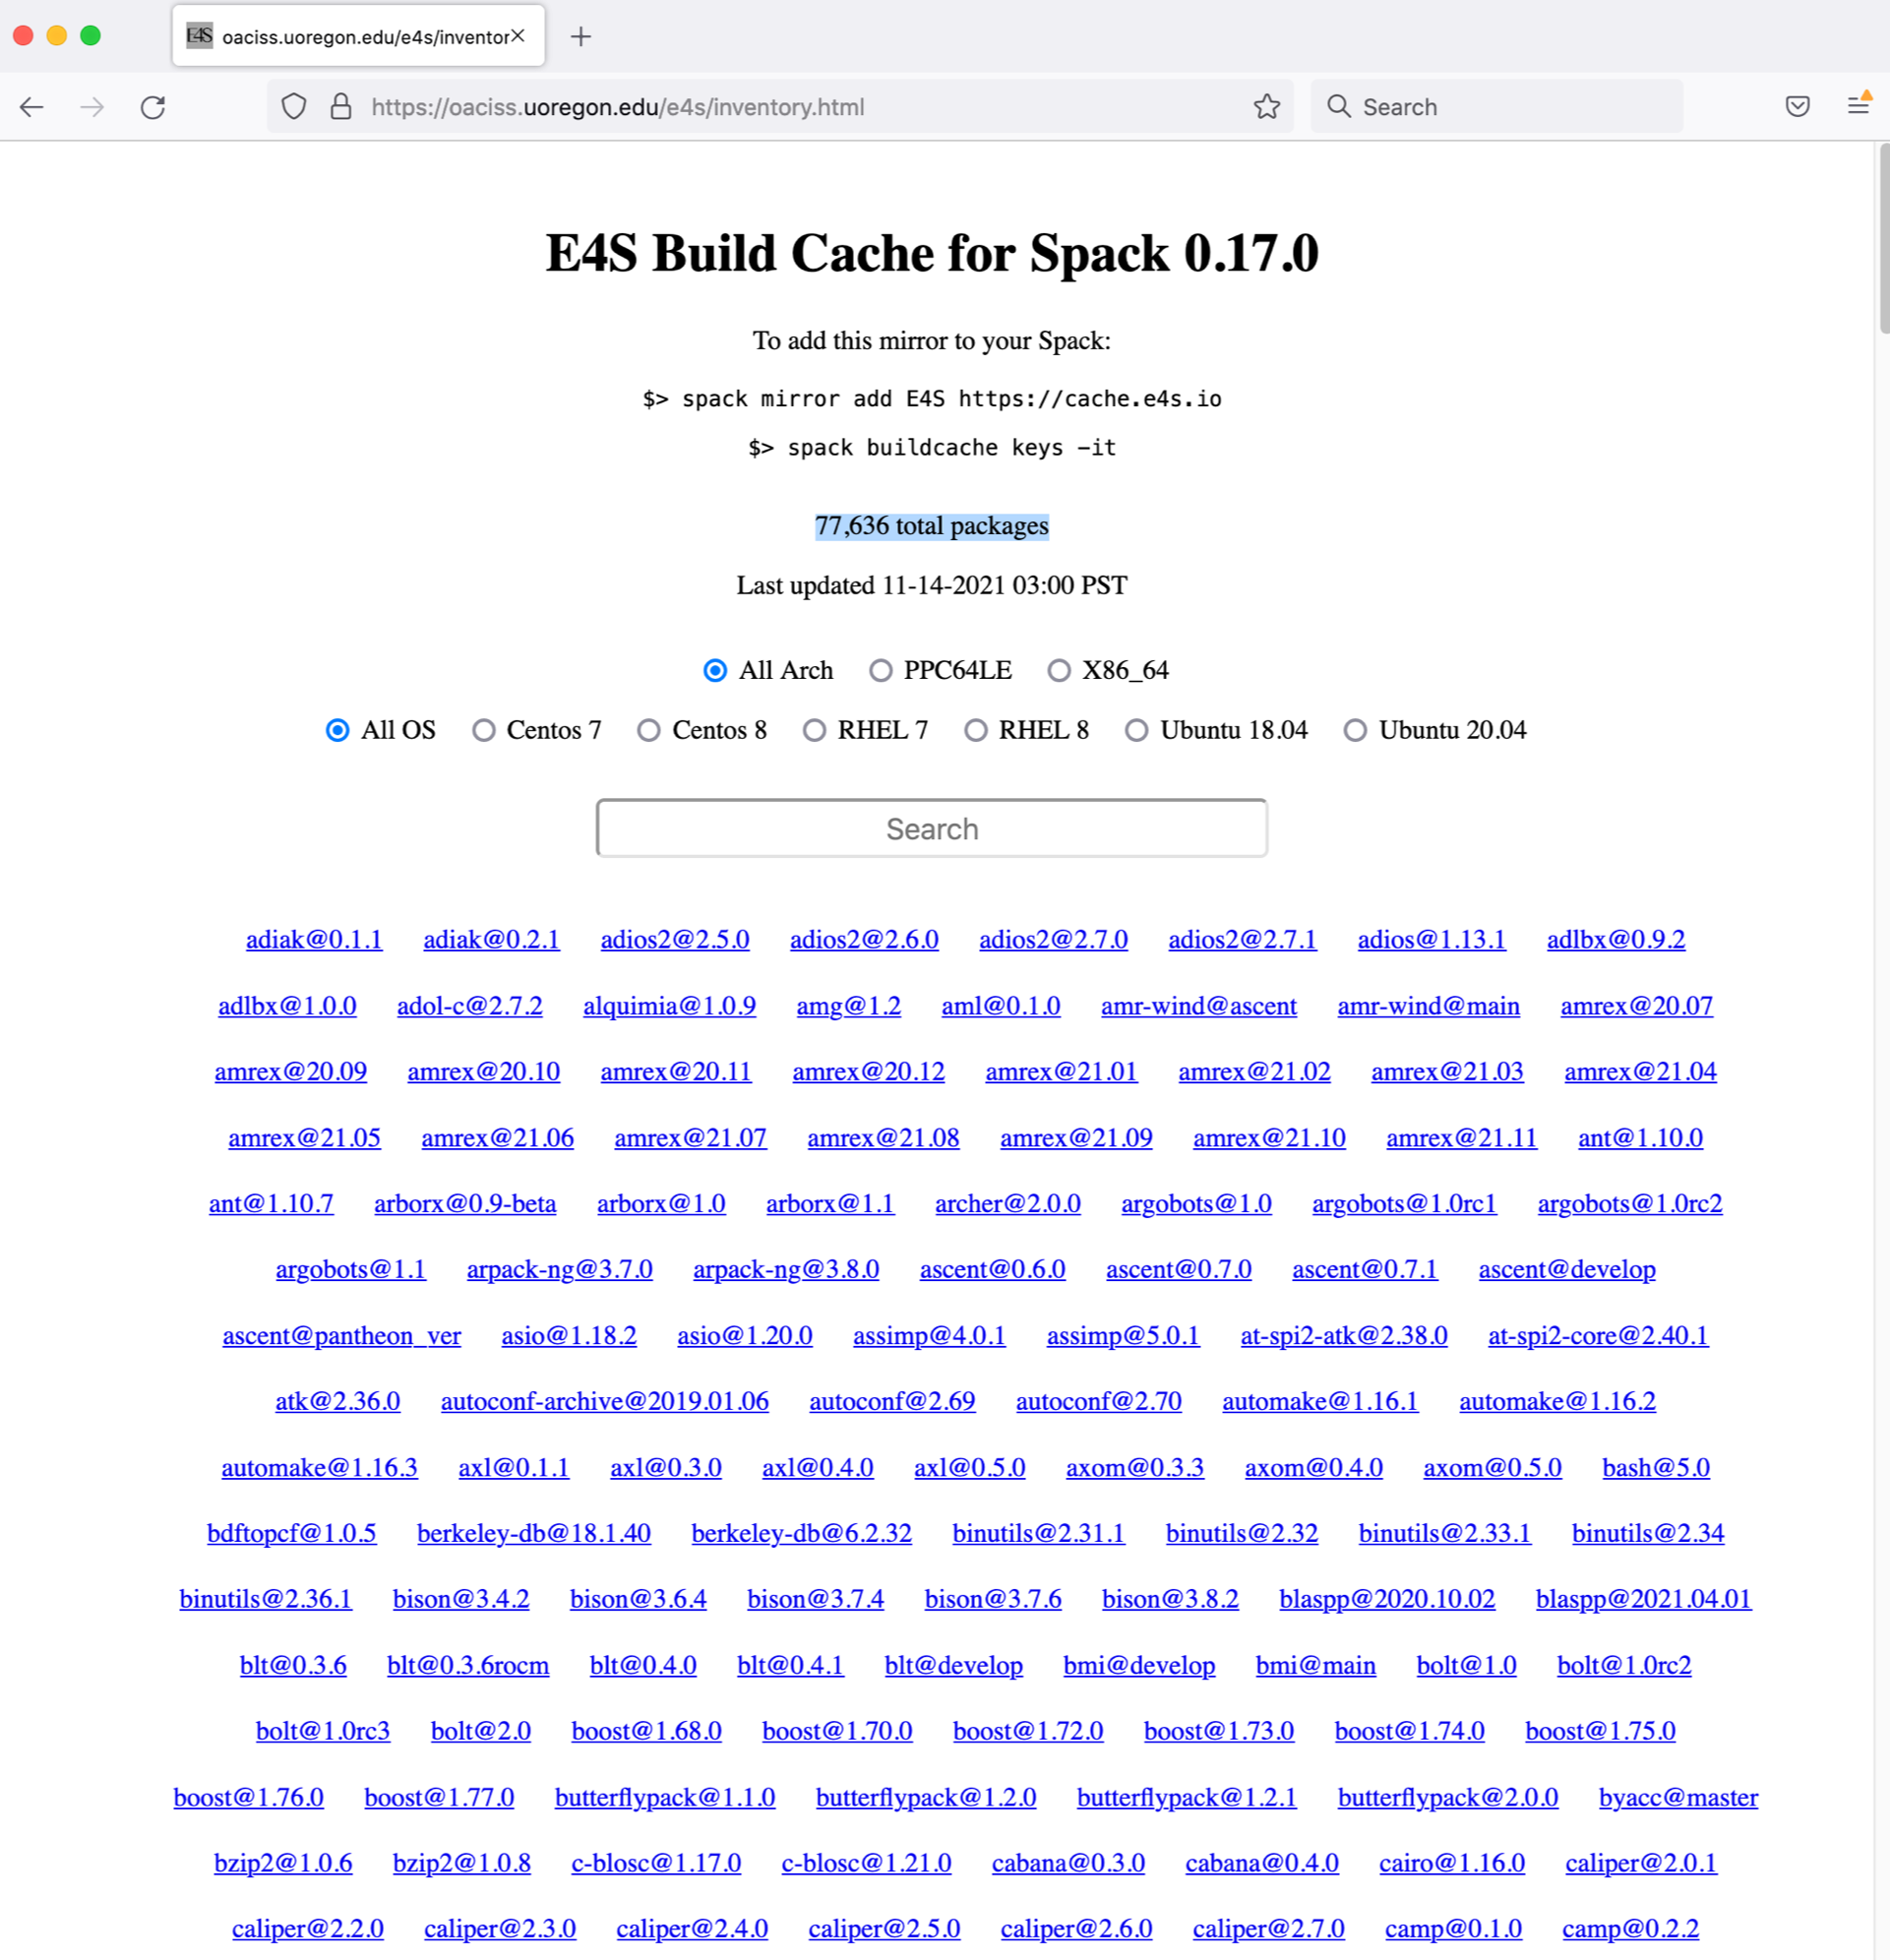 E4S oaciss.uoregon.edu/e4s/inventor
https://oaciss.uoregon.edu/e4s/inventory.html Search
E4S Build Cache for Spack 0.17.0
To add this mirror to your Spack:
$> spack mirror add E4S https://cache.e4s.io
$> spack buildcache keys -it
77,636 total packages
Last updated 11-14-2021 03:00 PST
All Arch PPC64LE X86_64
All OS Centos 7 Centos 8 RHEL 7 RHEL 8 Ubuntu 18.04 Ubuntu 20.04
Search
adiak@0.1.1 adiak@0.2.1 adios2@2.5.0 adios2@2.6.0 adios2@2.7.0 adios2@2.7.1 adios@1.13.1 adlbx@0.9.2
adlbx@1.0.0 adol-c@2.7.2 alquimia@1.0.9 amg@1.2 aml@0.1.0 amr-wind@ascent amr-wind@main amrex@20.07
amrex@20.09 amrex@20.10 amrex@20.11 amrex@20.12 amrex@21.01 amrex@21.02 amrex@21.03 amrex@21.04
amrex@21.05 amrex@21.06 amrex@21.07 amrex@21.08 amrex@21.09 amrex@21.10 amrex@21.11 ant@1.10.0
ant@1.10.7 arborx@0.9-beta arborx@1.0 arborx@1.1 archer@2.0.0 argobots@1.0 argobots@1.0rc1 argobots@1.0rc2
argobots@1.1 arpack-ng@3.7.0 arpack-ng@3.8.0 ascent@0.6.0 ascent@0.7.0 ascent@0.7.1 ascent@develop
ascent@pantheon_ver asio@1.18.2 asio@1.20.0 assimp@4.0.1 assimp@5.0.1 at-spi2-atk@2.38.0 at-spi2-core@2.40.1
atk@2.36.0 autoconf-archive@2019.01.06 autoconf@2.69 autoconf@2.70 automake@1.16.1 automake@1.16.2
automake@1.16.3 axl@0.1.1 axl@0.3.0 axl@0.4.0 axl@0.5.0 axom@0.3.3 axom@0.4.0 axom@0.5.0 bash@5.0
bdftopcf@1.0.5 berkeley-db@18.1.40 berkeley-db@6.2.32 binutils@2.31.1 binutils@2.32 binutils@2.33.1 binutils@2.34
binutils@2.36.1 bison@3.4.2 bison@3.6.4 bison@3.7.4 bison@3.7.6 bison@3.8.2 blaspp@2020.10.02 blaspp@2021.04.01
blt@0.3.6 blt@0.3.6rocm blt@0.4.0 blt@0.4.1 blt@develop bmi@develop bmi@main bolt@1.0 bolt@1.0rc2
bolt@1.0rc3 bolt@2.0 boost@1.68.0 boost@1.70.0 boost@1.72.0 boost@1.73.0 boost@1.74.0 boost@1.75.0
boost@1.76.0 boost@1.77.0 butterflypack@1.1.0 butterflypack@1.2.0 butterflypack@1.2.1 butterflypack@2.0.0 byacc@master
bzip2@1.0.6 bzip2@1.0.8 c-blosc@1.17.0 c-blosc@1.21.0 cabana@0.3.0 cabana@0.4.0 cairo@1.16.0 caliper@2.0.1
caliper@2.2.0 caliper@2.3.0 caliper@2.4.0 caliper@2.5.0 caliper@2.6.0 caliper@2.7.0 camp@0.1.0 camp@0.2.2